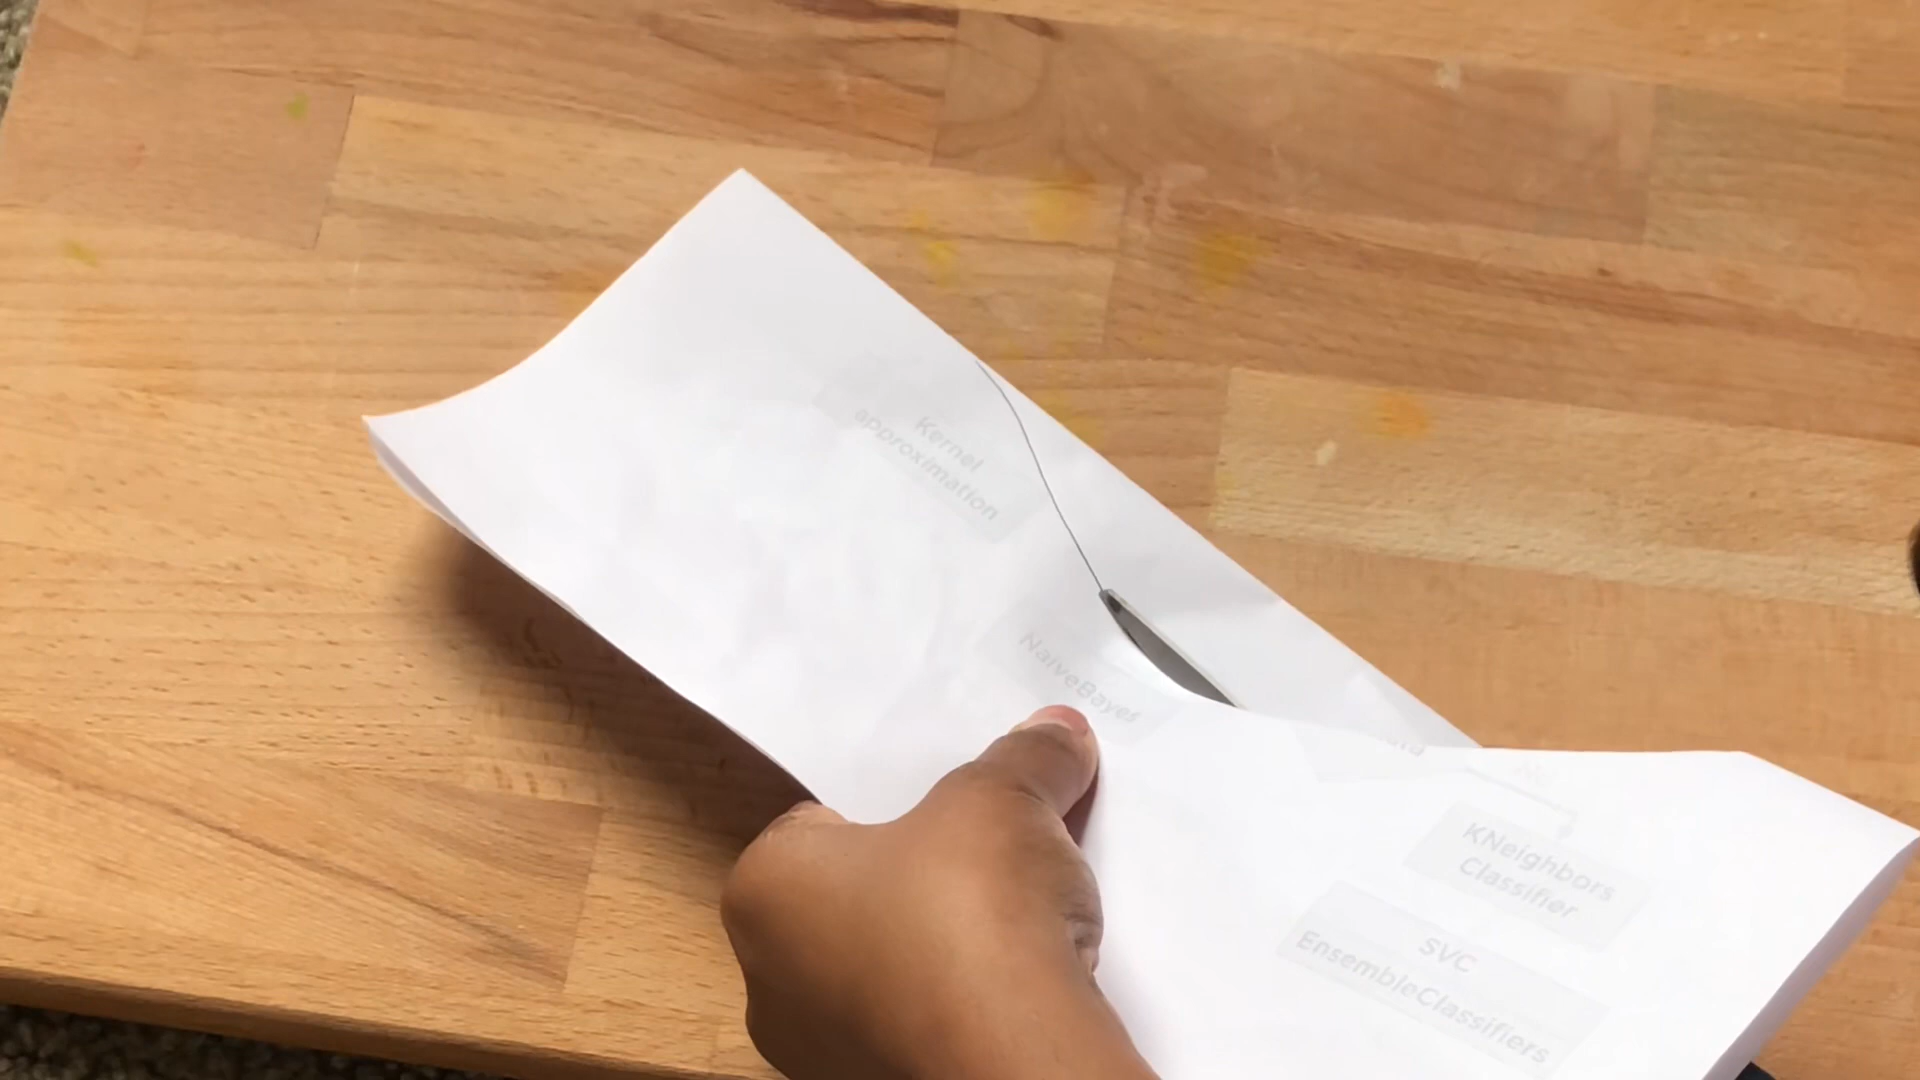 Kernel
approximation
NaiveBayes
KNeighbors
Classifier
SVC
EnsembleClassifiers